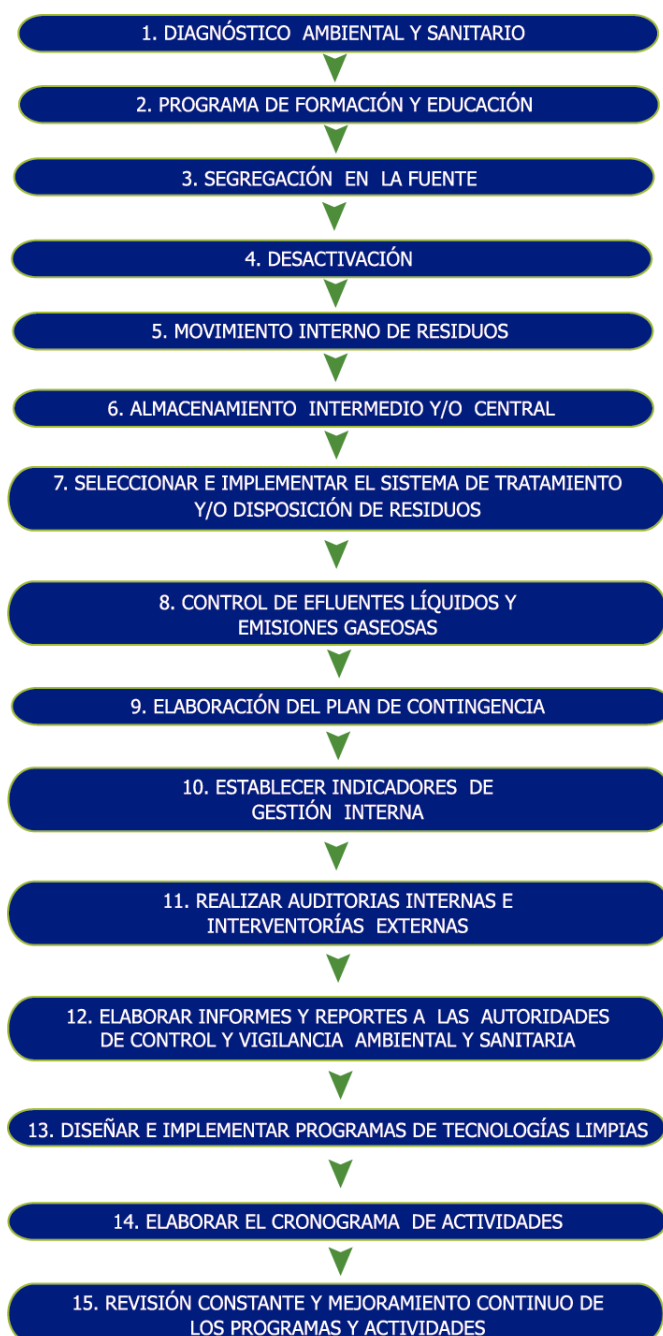 1. DIAGNÓSTICO AMBIENTAL Y SANITARIO
2. PROGRAMA DE FORMACIÓN Y EDUCACIÓN
3. SEGREGACIÓN EN LA FUENTE
4. DESACTIVACIÓN
5. MOVIMIENTO INTERNO DE RESIDUOS
6. ALMACENAMIENTO INTERMEDIO Y/O CENTRAL
7. SELECCIONAR E IMPLEMENTAR EL SISTEMA DE TRATAMIENTO
Y/O DISPOSICIÓN DE RESIDUOS
8. CONTROL DE EFLUENTES LÍQUIDOS Y
EMISIONES GASEOSAS
9. ELABORACIÓN DEL PLAN DE CONTINGENCIA
10. ESTABLECER INDICADORES DE
GESTIÓN INTERNA
11. REALIZAR AUDITORIAS INTERNAS E
INTERVENTORÍAS EXTERNAS
12. ELABORAR INFORMES Y REPORTES A LAS AUTORIDADES
DE CONTROL Y VIGILANCIA AMBIENTAL Y SANITARIA
13. DISEÑAR E IMPLEMENTAR PROGRAMAS DE TECNOLOGÍAS LIMPIAS
14. ELABORAR EL CRONOGRAMA DE ACTIVIDADES
15. REVISIÓN CONSTANTE Y MEJORAMIENTO CONTINUO DE
LOS PROGRAMAS Y ACTIVIDADES